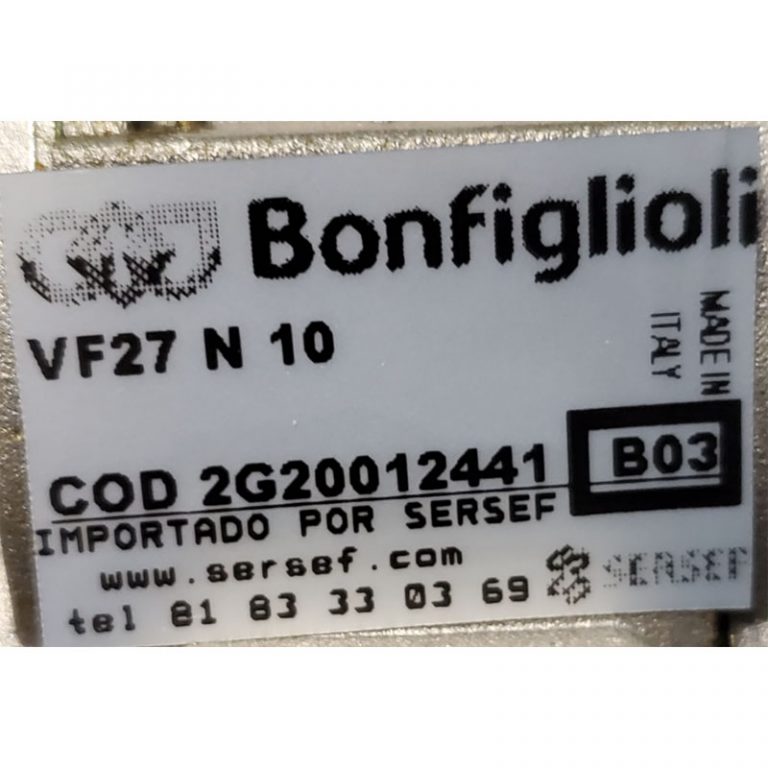 Bonfiglioli
VF27 N 10
MADE IN
ITALY
COD 2G20012441
B03
IMPORTADO POR SERSEF
www.sersef.com
SERSEF
tel 81 83 33 03 69